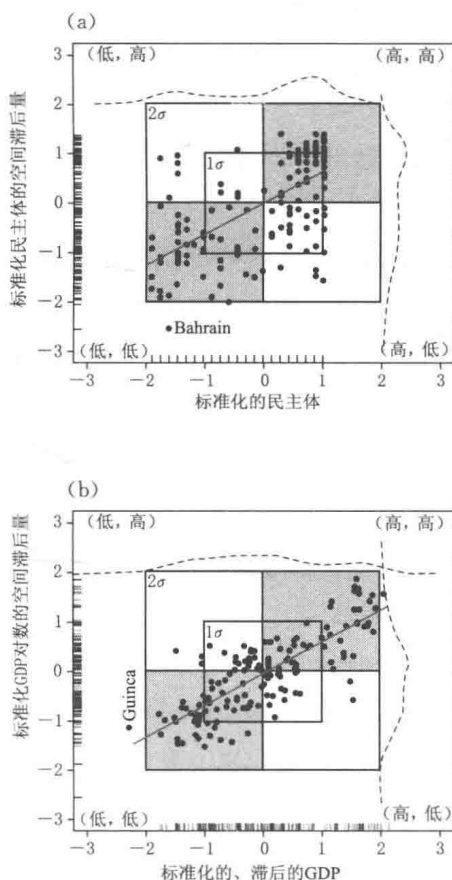 (a)
3
(低，高)
(高，高)
2
2σ
1
1σ
0
−1
−2
Bahrain
−3
(低，低)
(高，低)
−3 −2 −1 0 1 2 3
标准化的民主体
标准化民主体的空间滞后量
(b)
3
(低，高)
(高，高)
2
2σ
1
1σ
0
Guinca
−1
−2
−3
(低，低)
(高，低)
−3 −2 −1 0 1 2 3
标准化的、滞后的GDP
标准化GDP对数的空间滞后量